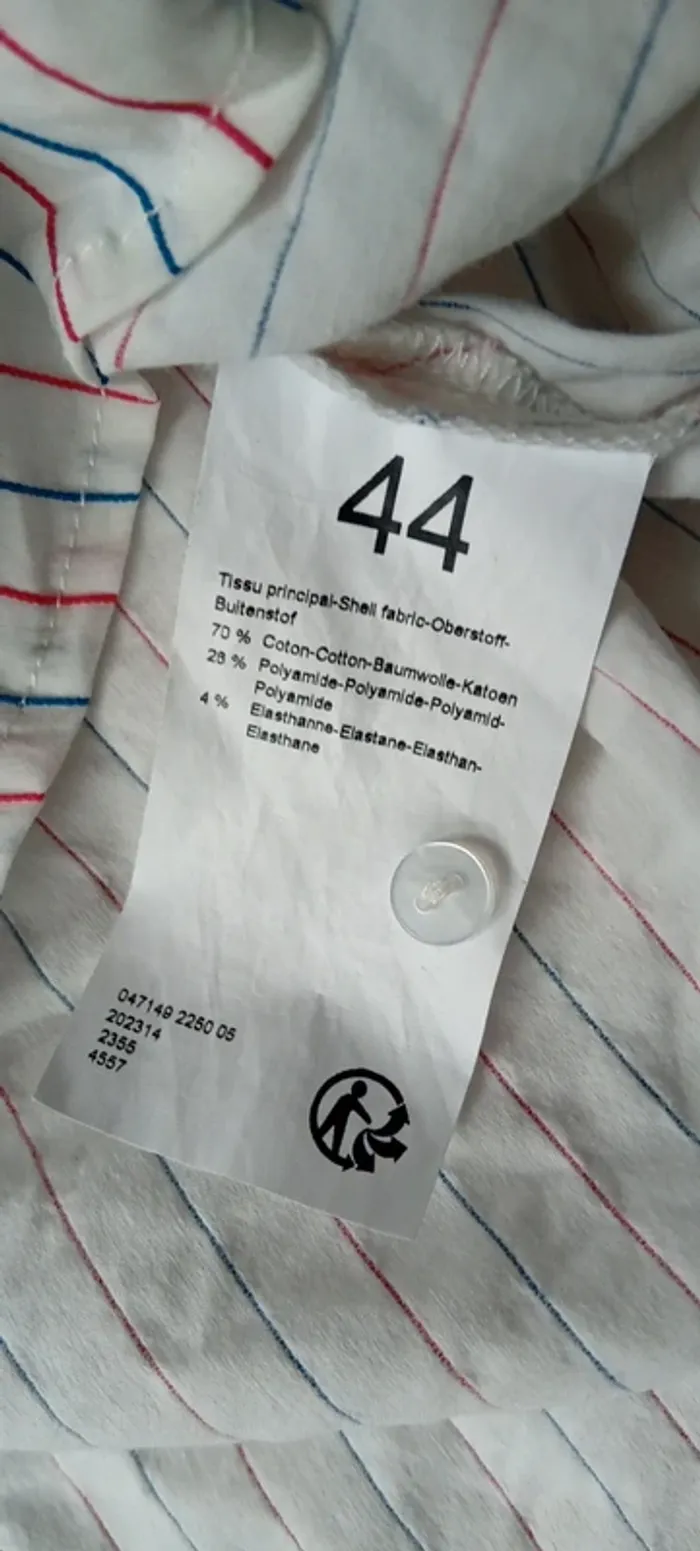 44
Tissu principal-Shell fabric-Oberstoff-
Buitenstof
70 % Coton-Cotton-Baumwolle-Katoen
26 % Polyamide-Polyamide-Polyamid-
Polyamide
4 % Elasthanne-Elastane-Elasthan-
Elasthane
047149 2250 05
202314
2355
4557